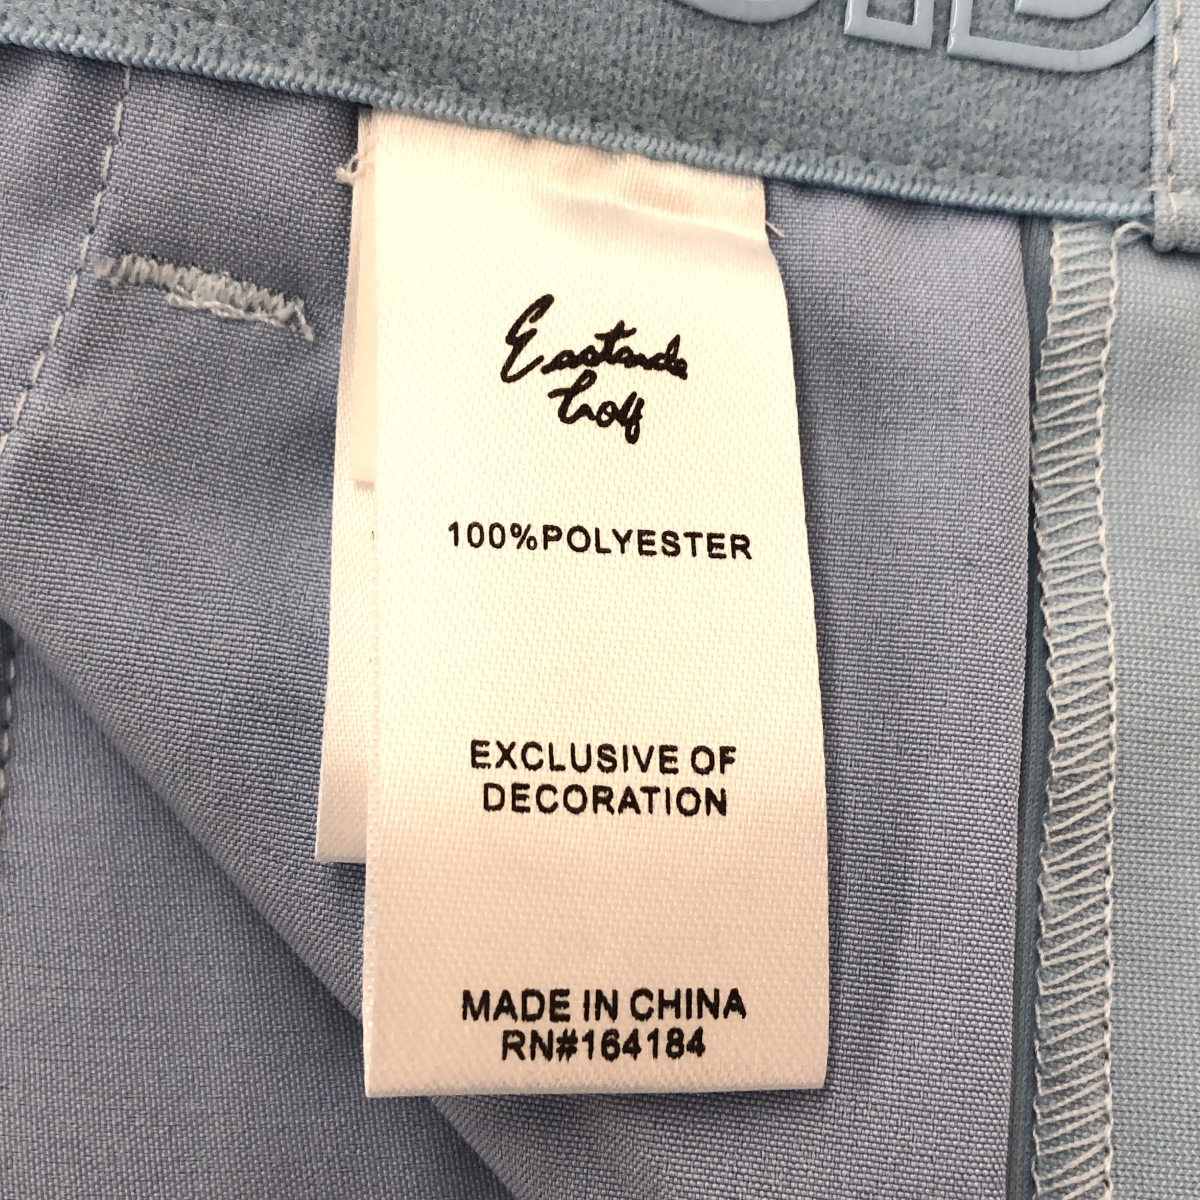 Eastside
Golf
100%POLYESTER
EXCLUSIVE OF
DECORATION
MADE IN CHINA
RN#164184